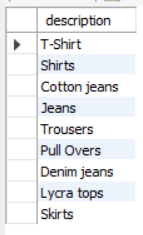 description
T-Shirt
Shirts
Cotton jeans
Jeans
Trousers
Pull Overs
Denim jeans
Lycra tops
Skirts